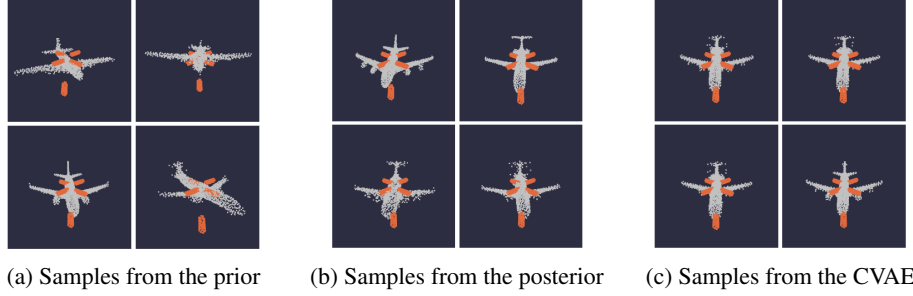 (a) Samples from the prior
(b) Samples from the posterior
(c) Samples from the CVAE